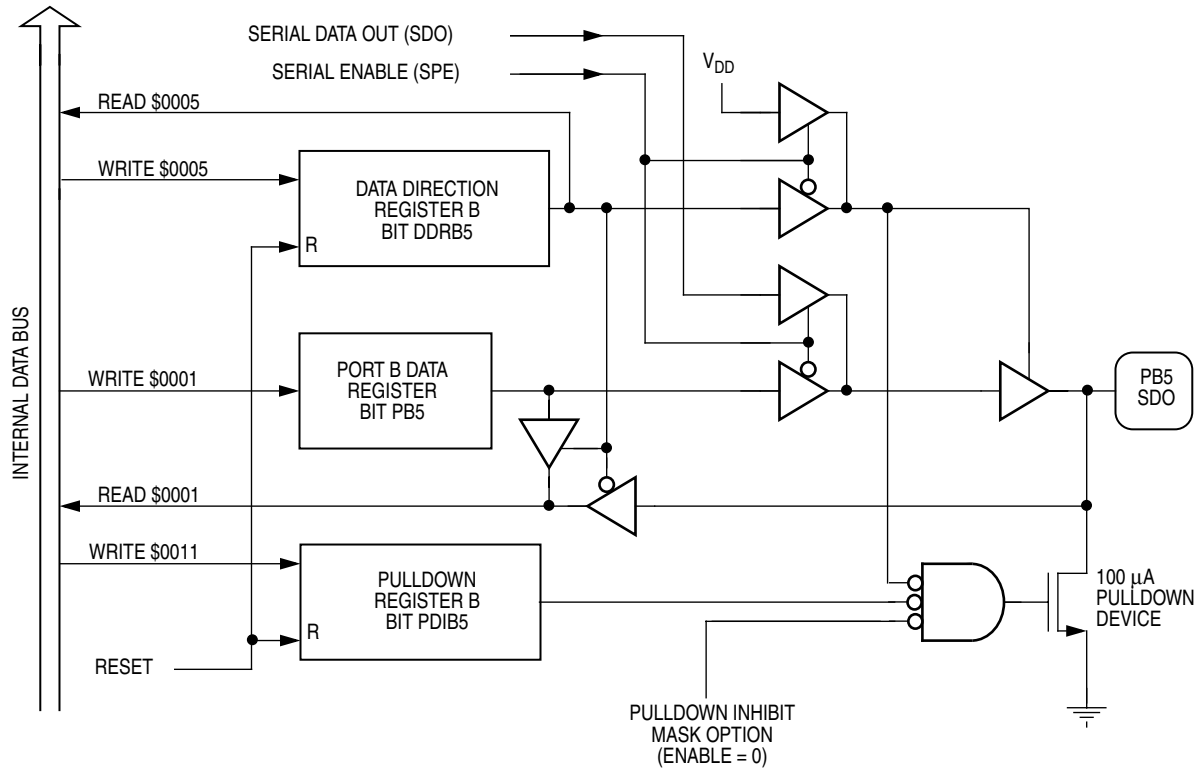 SERIAL DATA OUT (SDO)
SERIAL ENABLE (SPE)
VDD
READ $0005
WRITE $0005
DATA DIRECTION
REGISTER B
BIT DDRB5
R
INTERNAL DATA BUS
WRITE $0001
PORT B DATA
REGISTER
BIT PB5
PB5
SDO
READ $0001
WRITE $0011
PULLDOWN
REGISTER B
BIT PDIB5
R
100 μA
PULLDOWN
DEVICE
RESET
PULLDOWN INHIBIT
MASK OPTION
(ENABLE = 0)